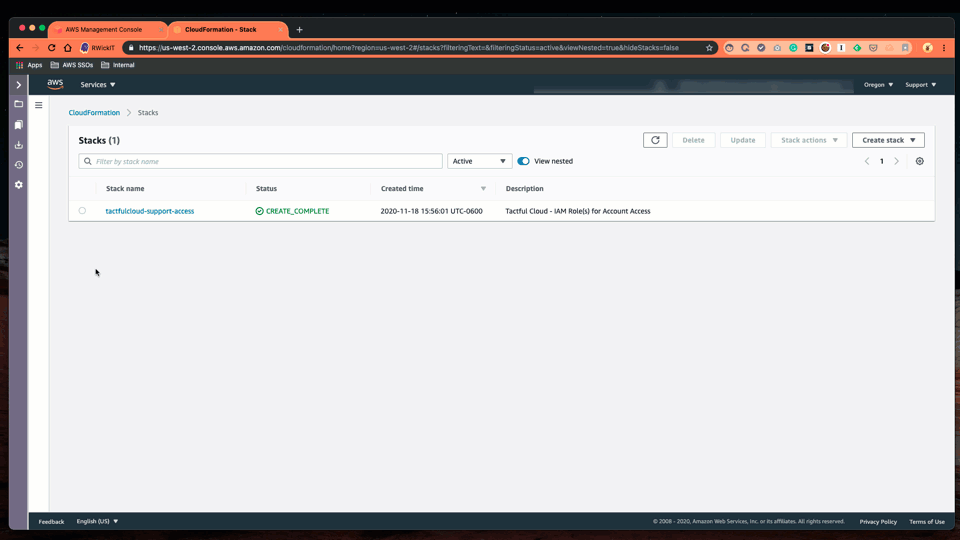 AWS Management Console
CloudFormation - Stack
RWickIT
https://us-west-2.console.aws.amazon.com/cloudformation/home?region=us-west-2#/stacks?filteringText=&filteringStatus=active&viewNested=true&hideStacks=false
Apps AWS SSOs Internal
aws Services Oregon Support
CloudFormation > Stacks
Stacks (1) Delete Update Stack actions Create stack
Filter by stack name Active View nested 1
Stack name Status Created time Description
tactfulcloud-support-access CREATE_COMPLETE 2020-11-18 15:56:01 UTC-0600 Tactful Cloud - IAM Role(s) for Account Access
Feedback English (US) © 2008 - 2020, Amazon Web Services, Inc. or its affiliates. All rights reserved. Privacy Policy Terms of Use